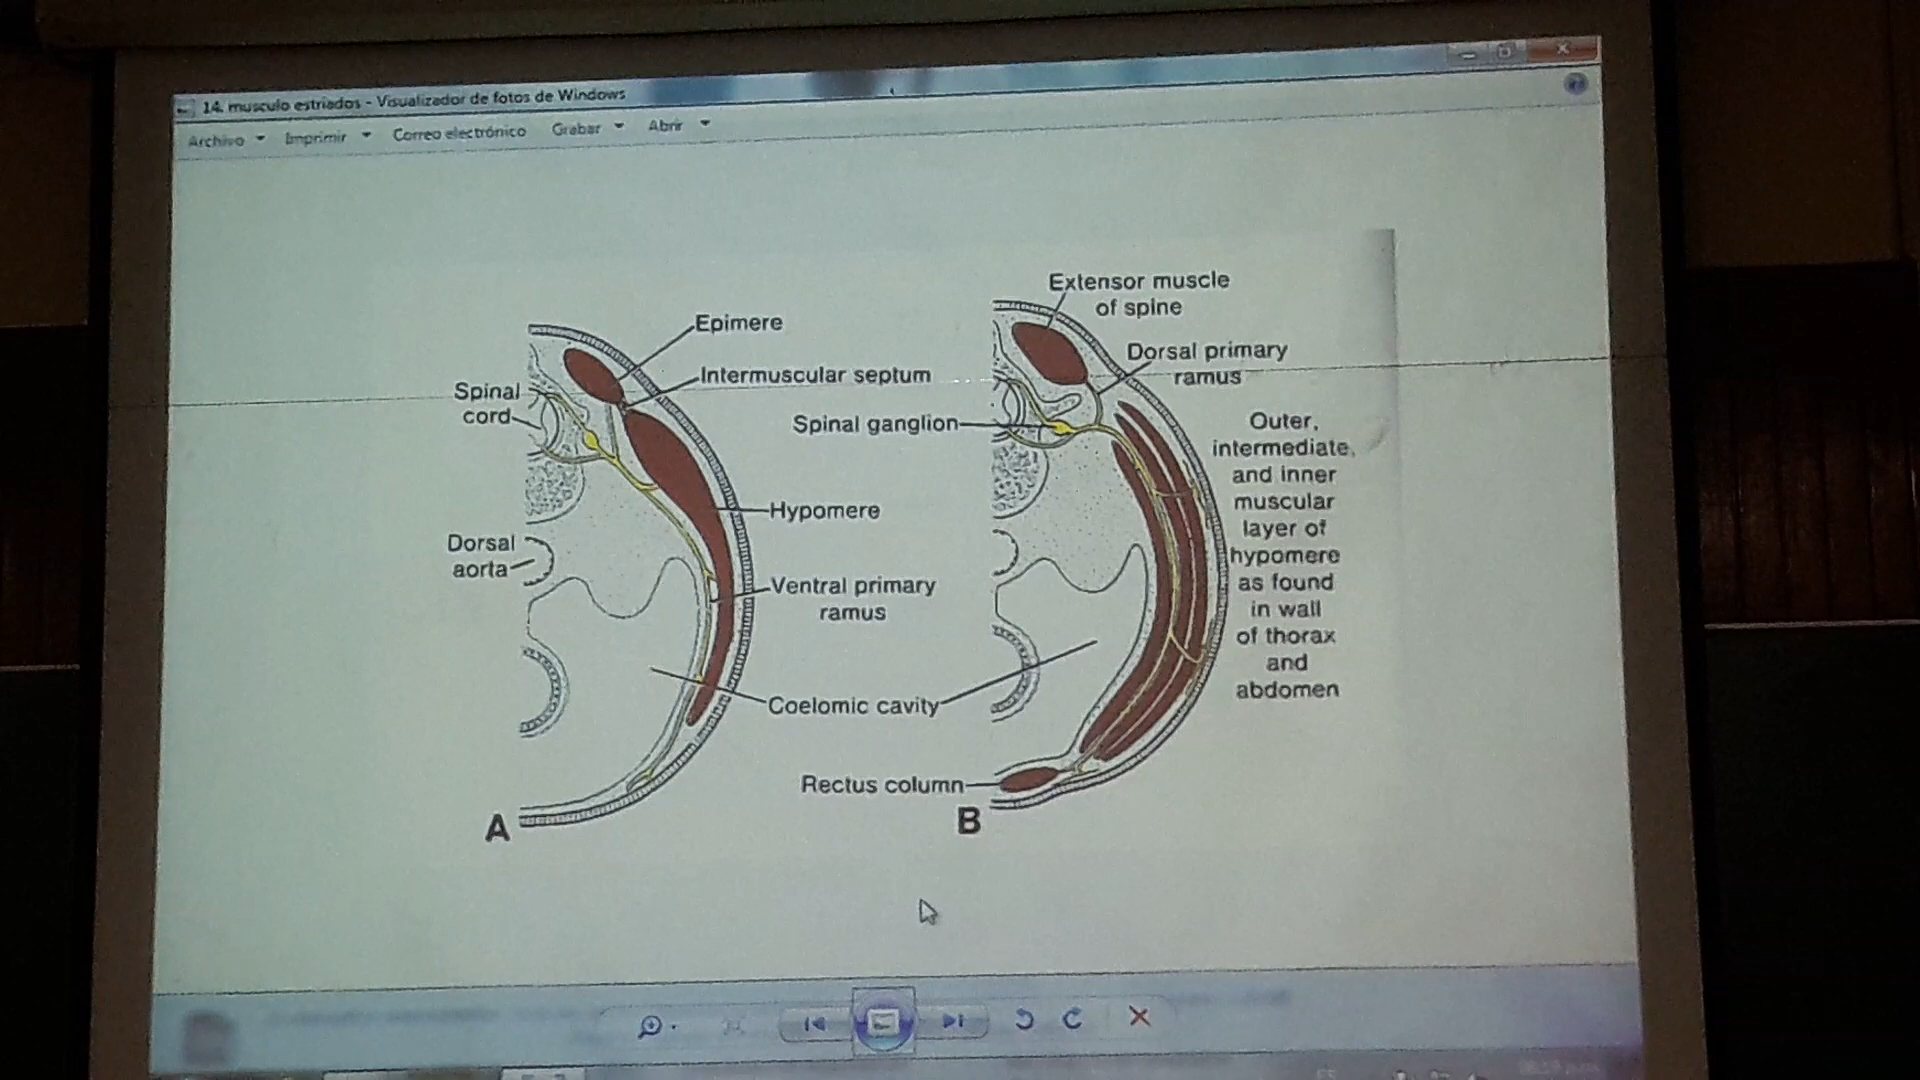 14. musculo estriados - Visualizador de fotos de Windows
Archivo Imprimir Correo electrónico Grabar Abrir
Epimere
Intermuscular septum
Spinal
cord
Hypomere
Dorsal
aorta
Ventral primary
ramus
Coelomic cavity
A
Extensor muscle
of spine
Dorsal primary
ramus
Spinal ganglion
Outer,
intermediate,
and inner
muscular
layer of
hypomere
as found
in wall
of thorax
and
abdomen
Rectus column
B
ES